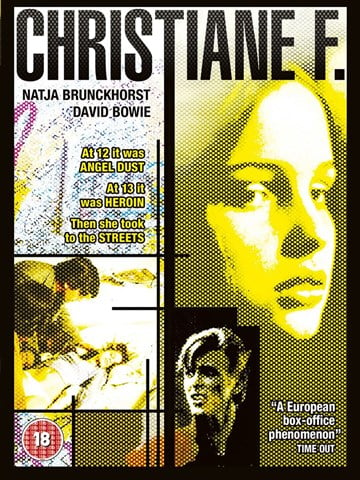 CHRISTIANE F.
NATJA BRUNCKHORST
DAVID BOWIE
At 12 it was
ANGEL DUST
At 13 it
was HEROIN
Then she took
to the STREETS
18
"A European
box-office
phenomenon"
TIME OUT